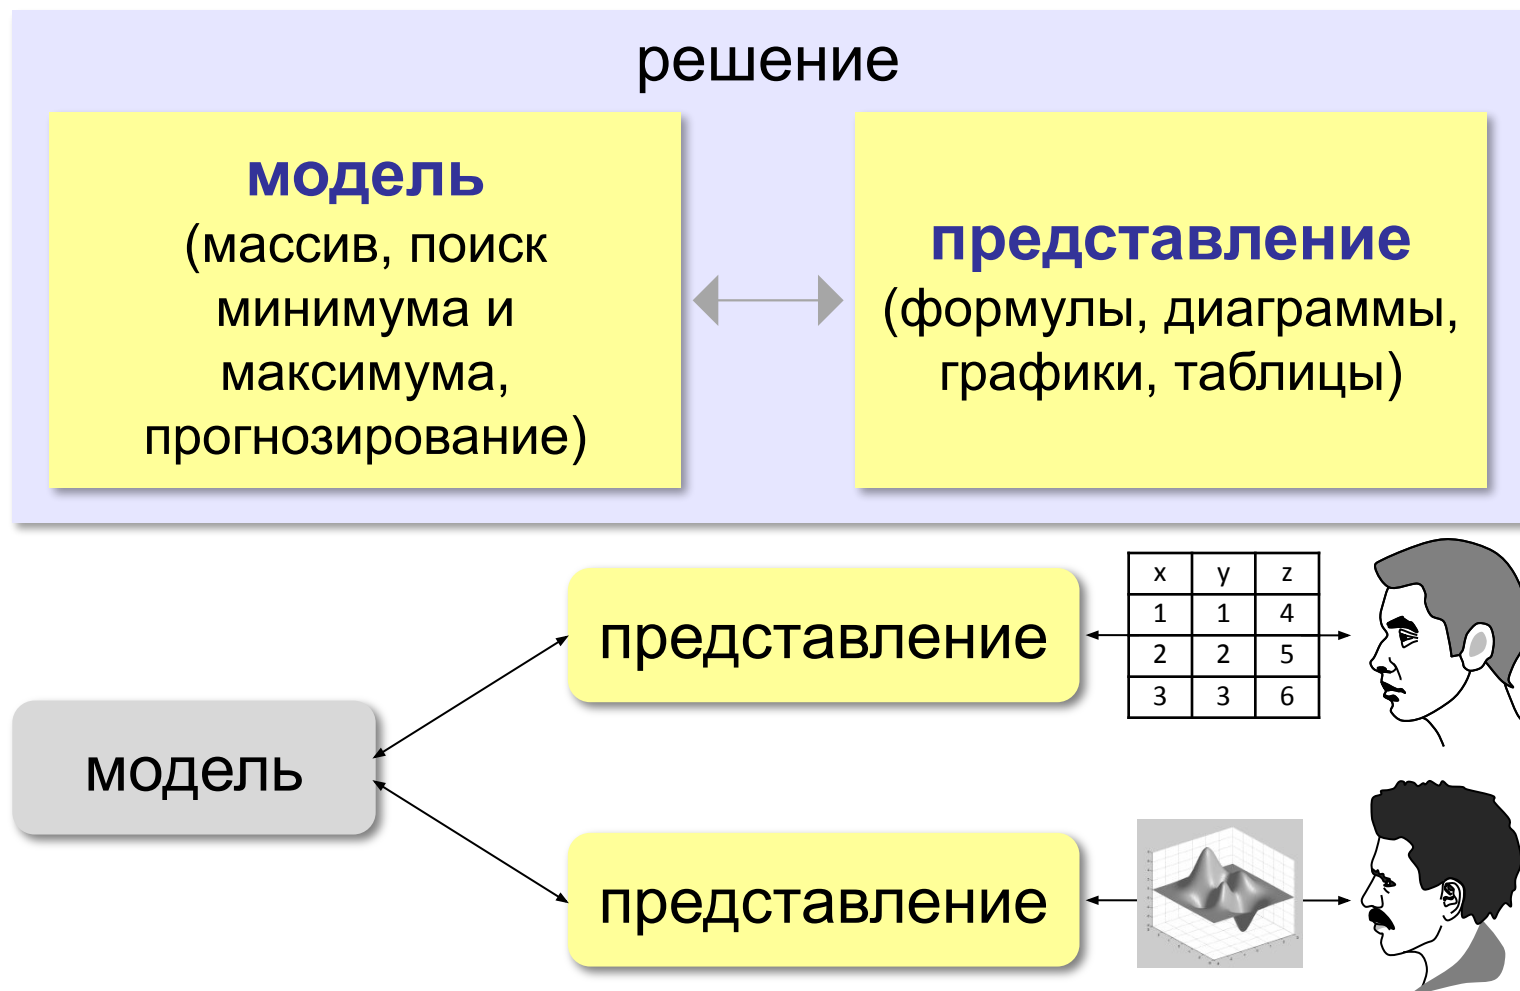 решение
модель
(массив, поиск
минимума и
максимума,
прогнозирование)
представление
(формулы, диаграммы,
графики, таблицы)
представление
x y z
1 1 4
2 2 5
3 3 6
модель
представление